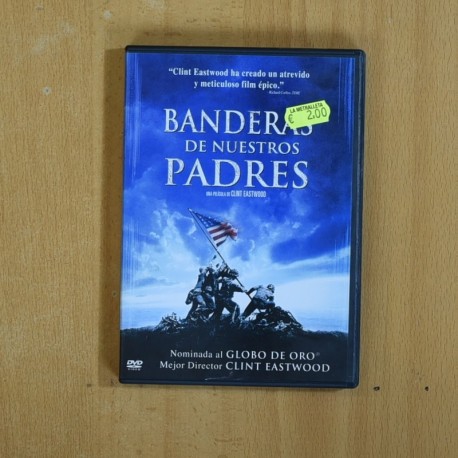 “Clint Eastwood ha creado un atrevido
y meticuloso film épico.”
LA METRALLETA
€ 2,00
BANDERAS
DE NUESTROS
PADRES
UNA PELÍCULA DE CLINT EASTWOOD
Nominada al GLOBO DE ORO®
Mejor Director CLINT EASTWOOD
DVD
VIDEO